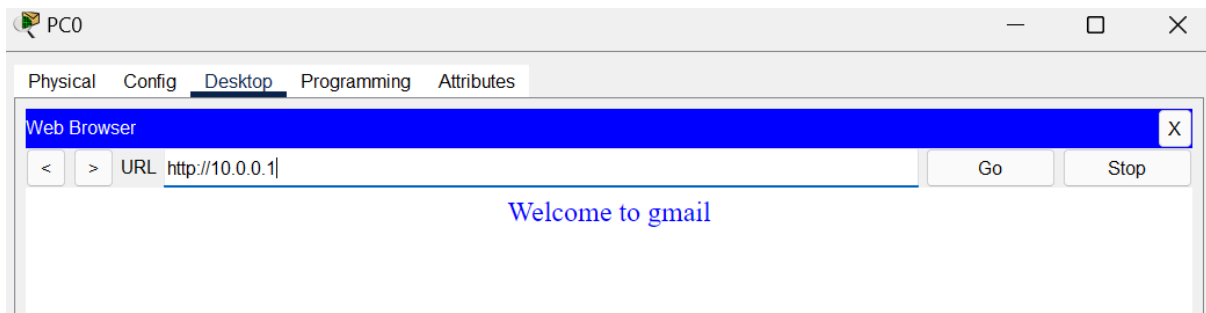 PC0
Physical Config Desktop Programming Attributes
Web Browser X
< > URL http://10.0.0.1 Go Stop
Welcome to gmail